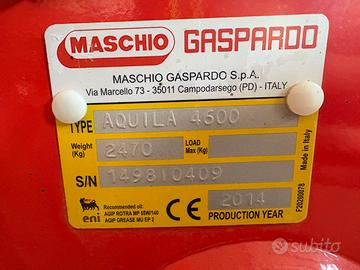 MASCHIO GASPARDO
MASCHIO GASPARDO S.p.A.
Via Marcello 73 - 35011 Campodarsego (PD) - ITALY
TYPE AQUILA 4600
Weight (Kg) 2470 LOAD Max (Kg)
S/N 149810409
Made in Italy
2014
eni
Recommended oil:
AGIP ROTRA MP 85W/140
AGIP GREASE MU EP 2
CE PRODUCTION YEAR
F20200078
subito